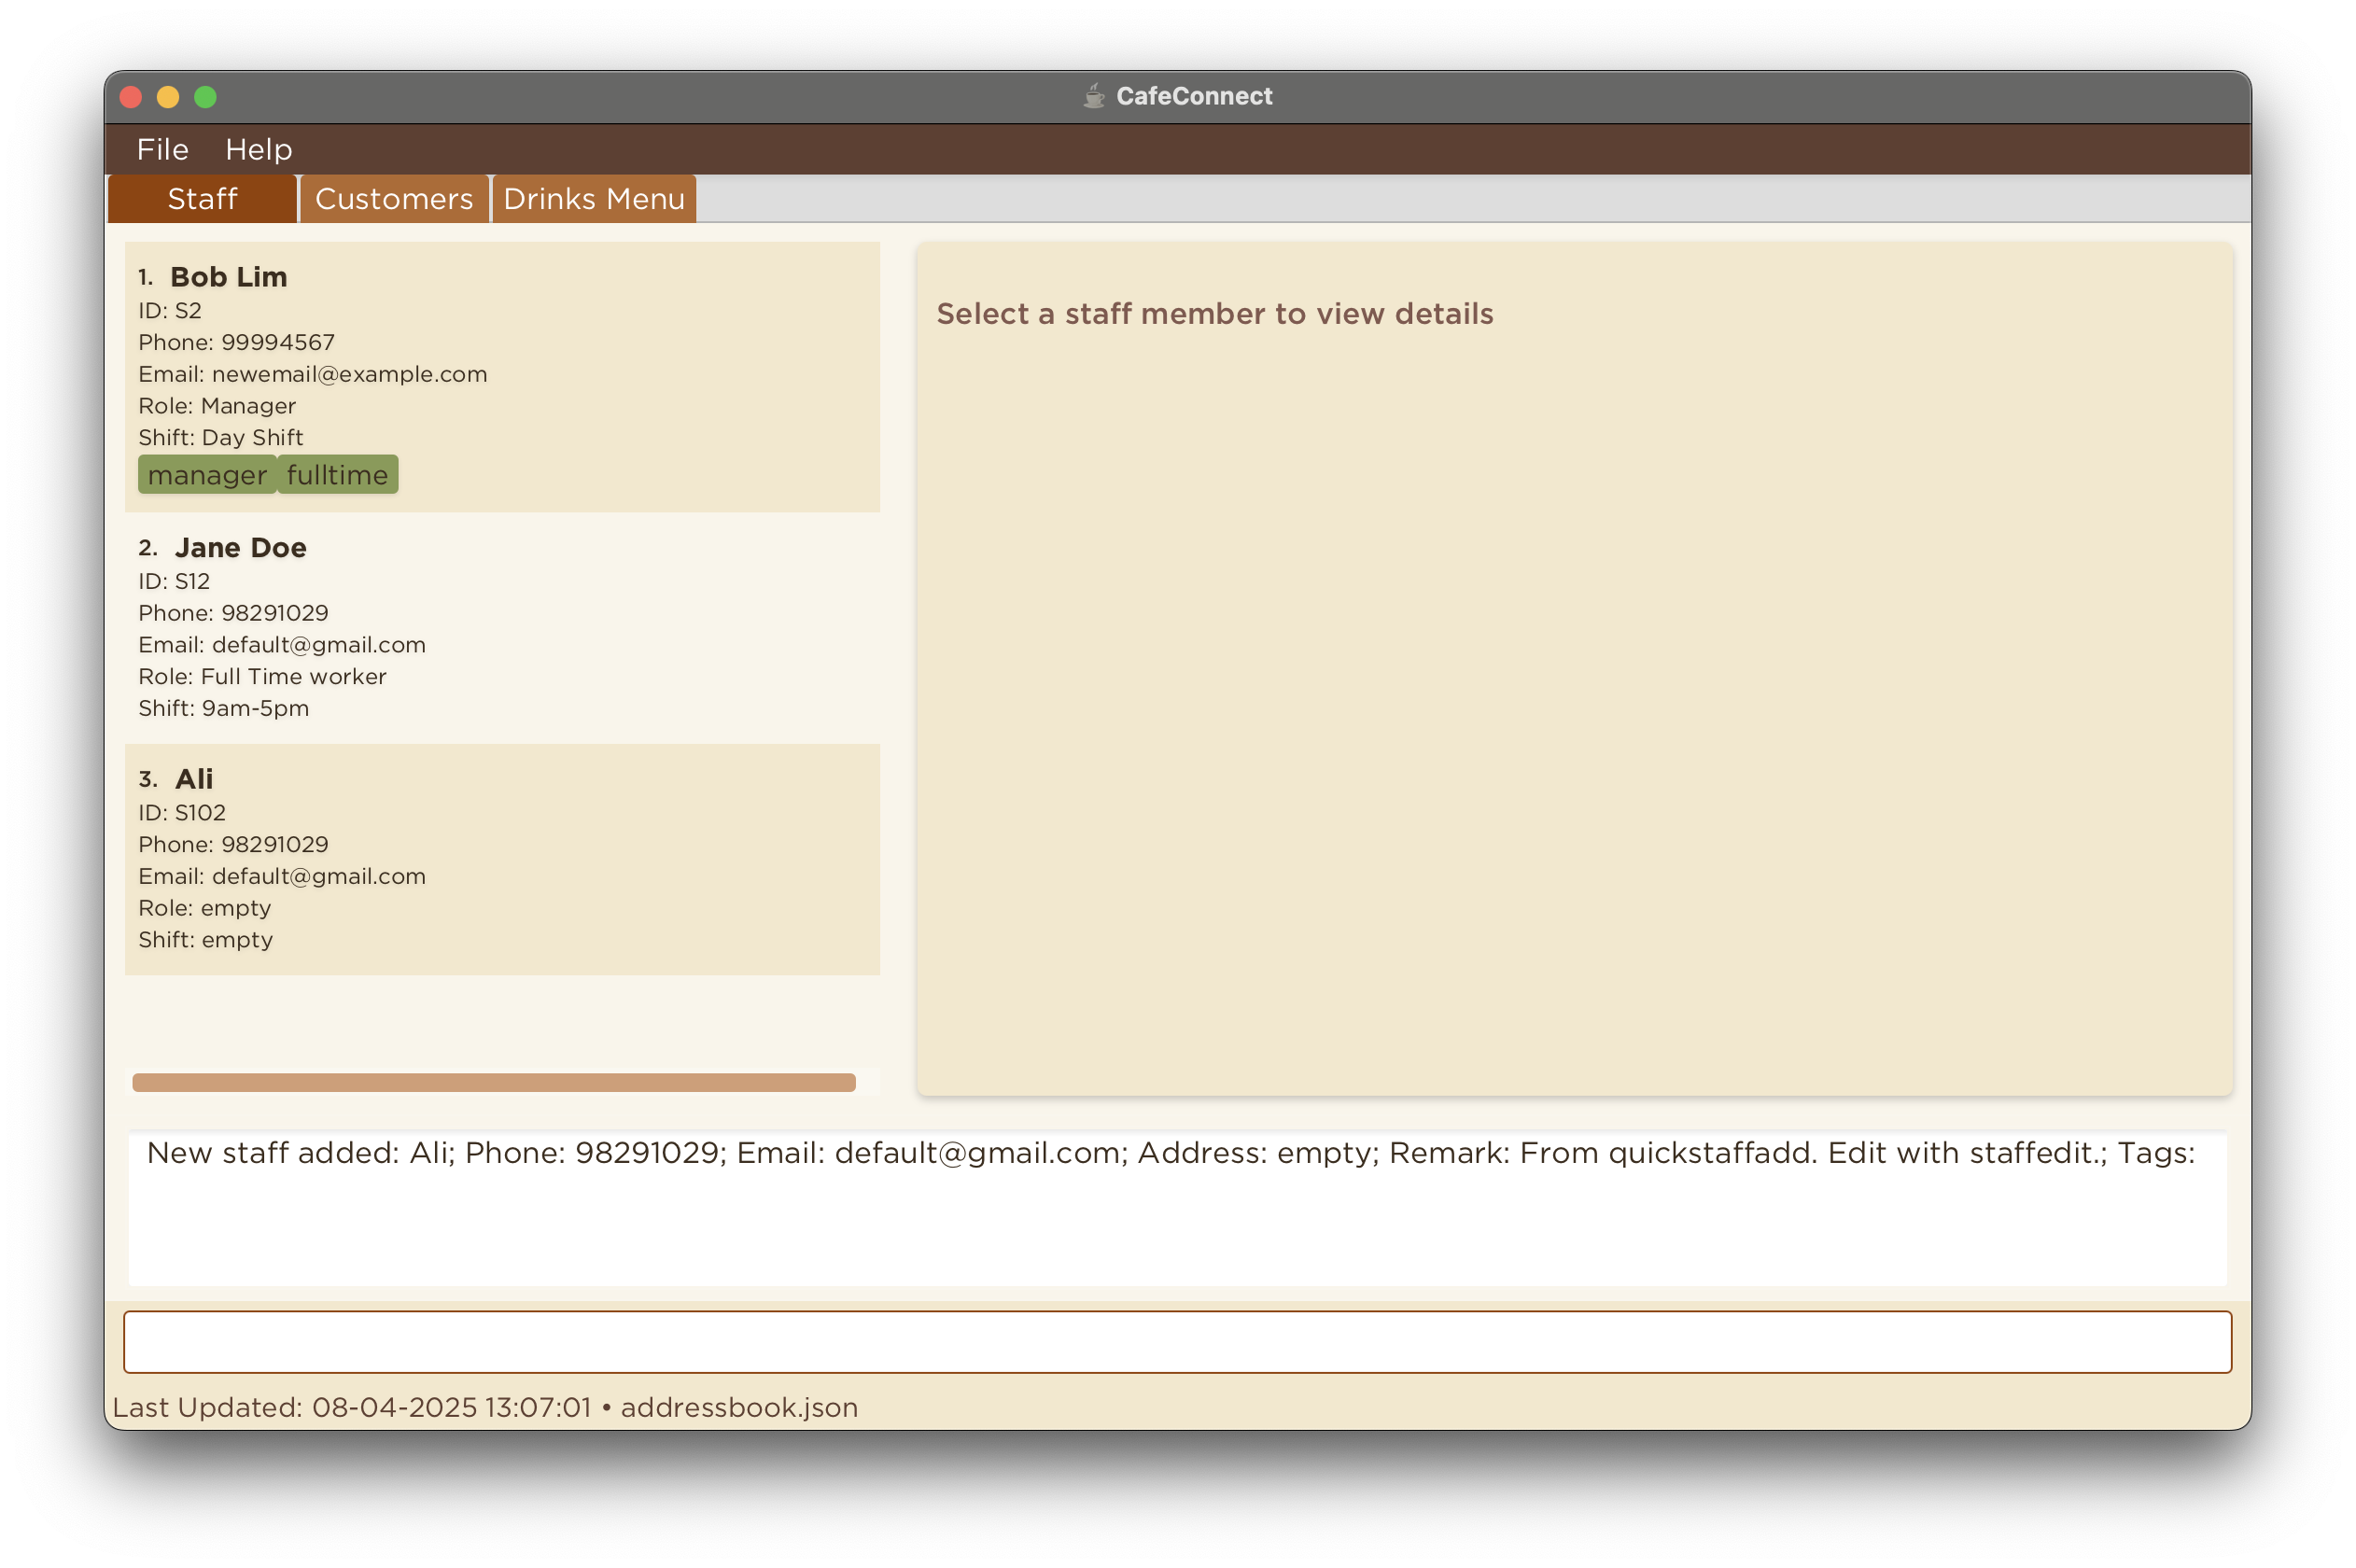 CafeConnect
File Help
Staff Customers Drinks Menu
1. Bob Lim
ID: S2
Phone: 99994567
Email: newemail@example.com
Role: Manager
Shift: Day Shift
manager fulltime
2. Jane Doe
ID: S12
Phone: 98291029
Email: default@gmail.com
Role: Full Time worker
Shift: 9am-5pm
3. Ali
ID: S102
Phone: 98291029
Email: default@gmail.com
Role: empty
Shift: empty
Select a staff member to view details
New staff added: Ali; Phone: 98291029; Email: default@gmail.com; Address: empty; Remark: From quickstaffadd. Edit with staffedit.; Tags:
Last Updated: 08-04-2025 13:07:01 • addressbook.json